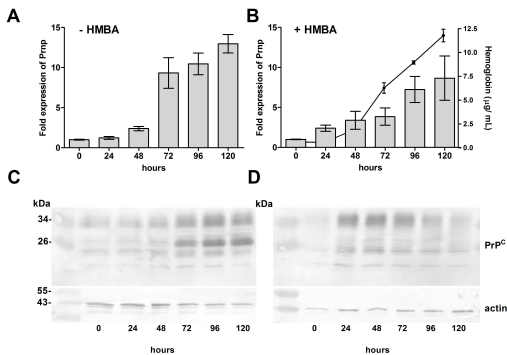 A
- HMBA
Fold expression of Prnp
15
10
5
0
0 24 48 72 96 120
hours
B
+ HMBA
Fold expression of Prnp
15
10
5
0
12.5
10.0
7.5
5.0
2.5
0.0
Hemoglobin (µg/ mL)
0 24 48 72 96 120
hours
C
kDa
34-
26-
55-
43-
0 24 48 72 96 120
hours
D
kDa
PrPC
actin
0 24 48 72 96 120
hours